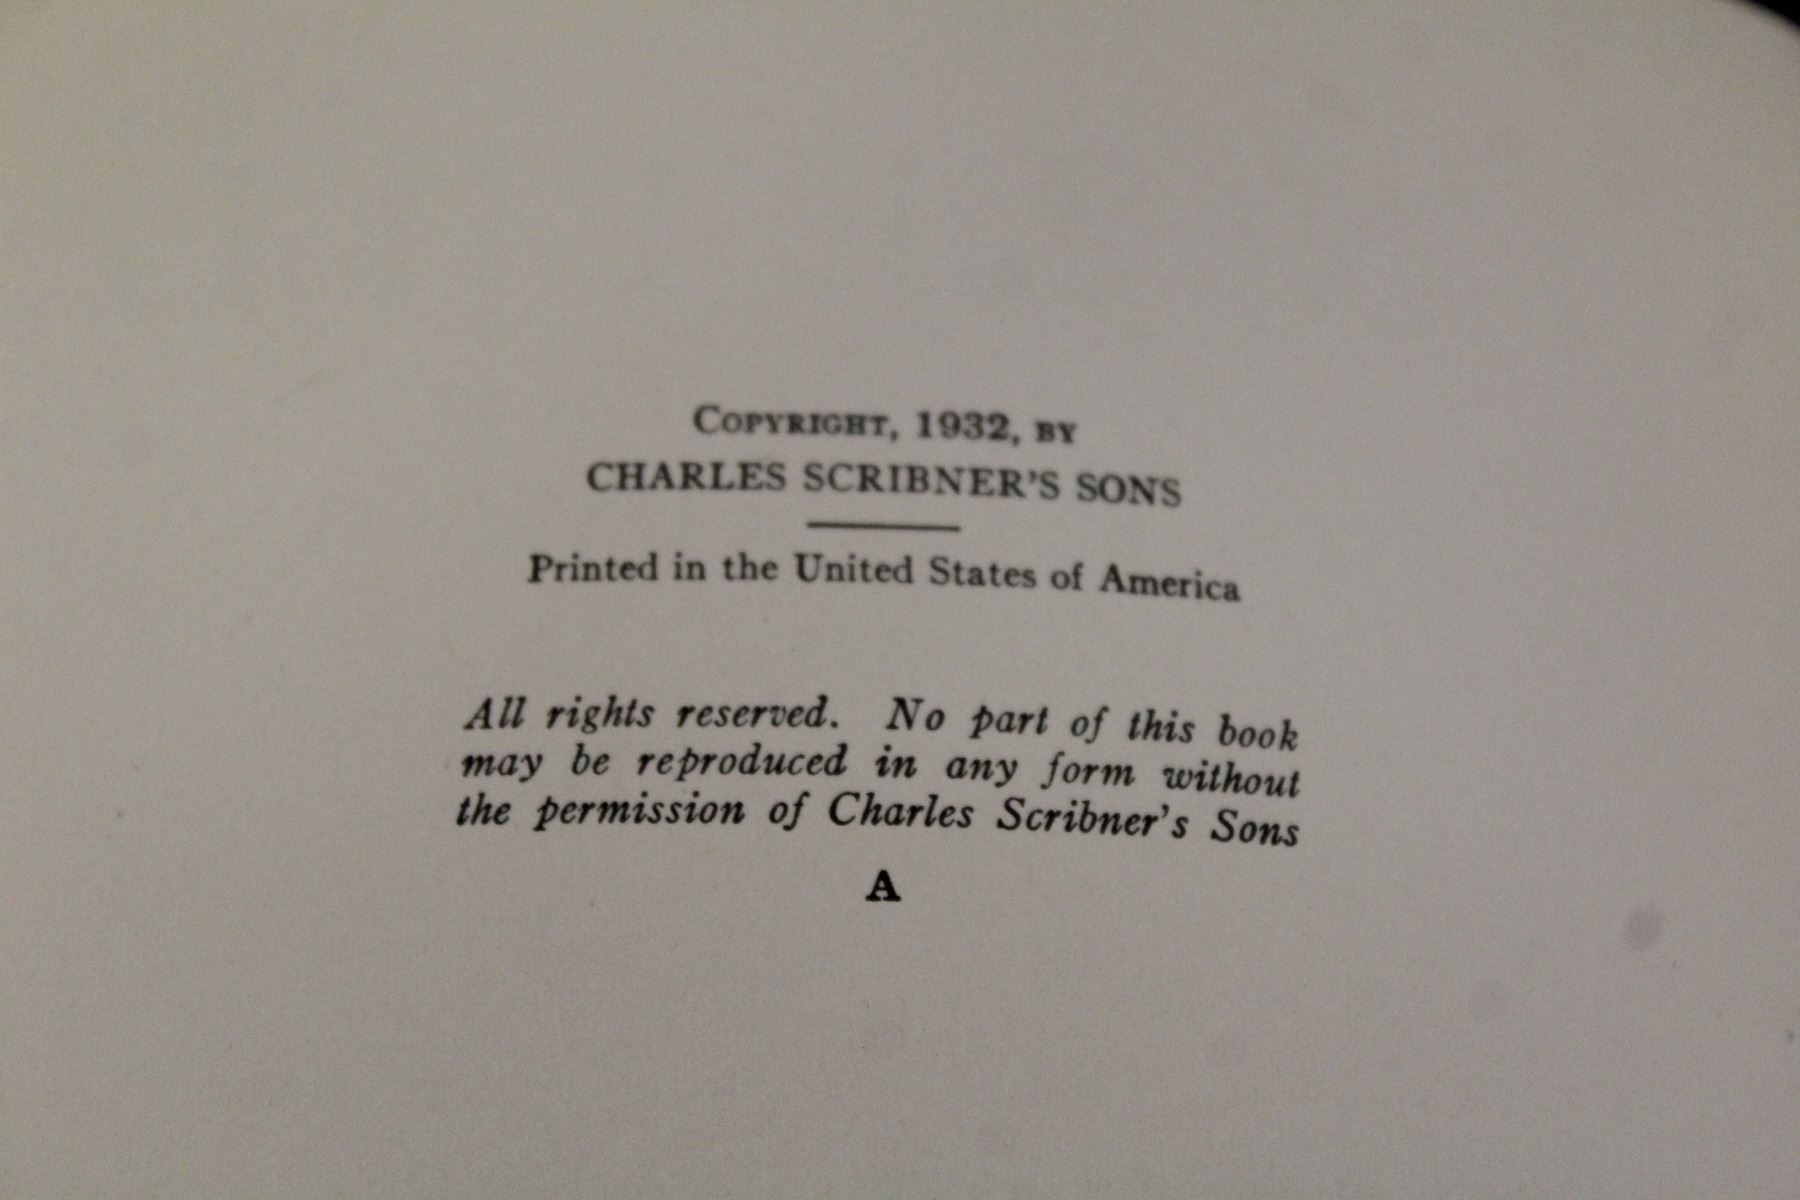 Copyright, 1932, by
CHARLES SCRIBNER'S SONS
Printed in the United States of America
All rights reserved. No part of this book
may be reproduced in any form without
the permission of Charles Scribner's Sons
A